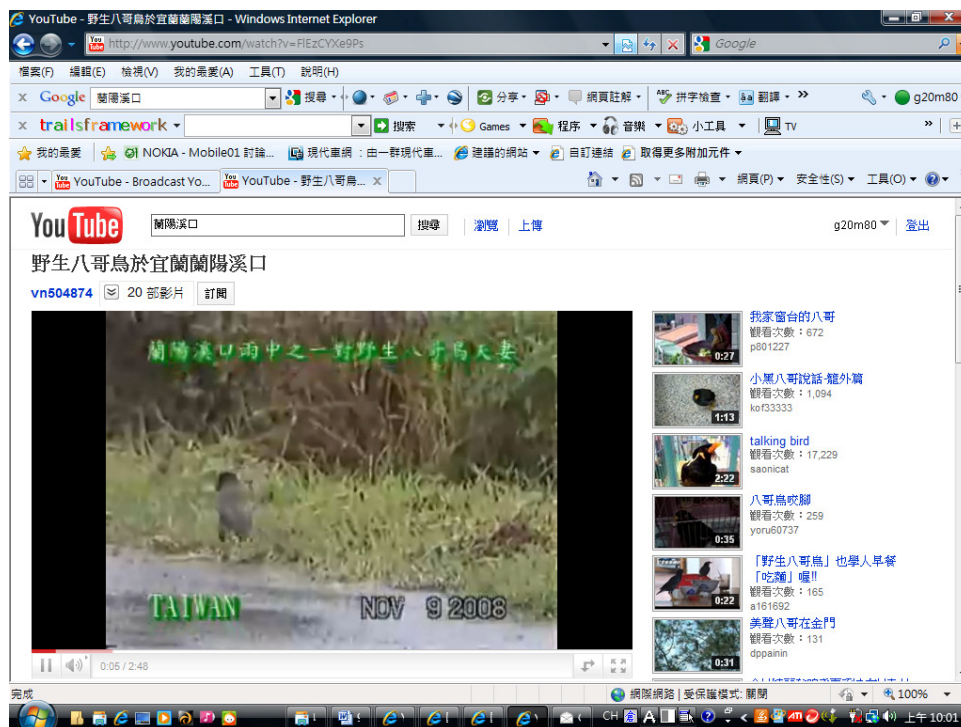 YouTube - 野生八哥鳥於宜蘭蘭陽溪口 - Windows Internet Explorer
http://www.youtube.com/watch?v=FlEzCYXe9Ps
Google
檔案(F) 編輯(E) 檢視(V) 我的最愛(A) 工具(T) 說明(H)
x Google 蘭陽溪口 搜尋 分享 網頁註解 拼字檢查 翻譯 g20m80
x trailsframework 搜索 Games 程序 音樂 小工具 TV
我的最愛 NOKIA - Mobile01 討論... 現代車網 : 由一群現代車... 建議的網站 自訂連結 取得更多附加元件
YouTube - Broadcast Yo... YouTube - 野生八哥鳥... x 網頁(P) 安全性(S) 工具(O)
YouTube 蘭陽溪口 搜尋 瀏覽 上傳 g20m80 登出
野生八哥鳥於宜蘭蘭陽溪口
vn504874 20 部影片 訂閱
蘭陽溪口雨中之一對野生八哥鳥夫妻
TAIWAN NOV 9 2008
0:05 / 2:48
我家窗台的八哥
觀看次數：672
p801227
0:27
小黑八哥說話-籠外篇
觀看次數：1,094
kof33333
1:13
talking bird
觀看次數：17,229
saonicat
2:22
八哥鳥咬腳
觀看次數：259
yoru60737
0:35
「野生八哥鳥」也學人早餐
「吃麵」喔!!
觀看次數：165
a161692
0:22
美聲八哥在金門
觀看次數：131
dppainin
0:31
完成 網際網路 | 受保護模式: 關閉 100%
CH A 上午 10:01